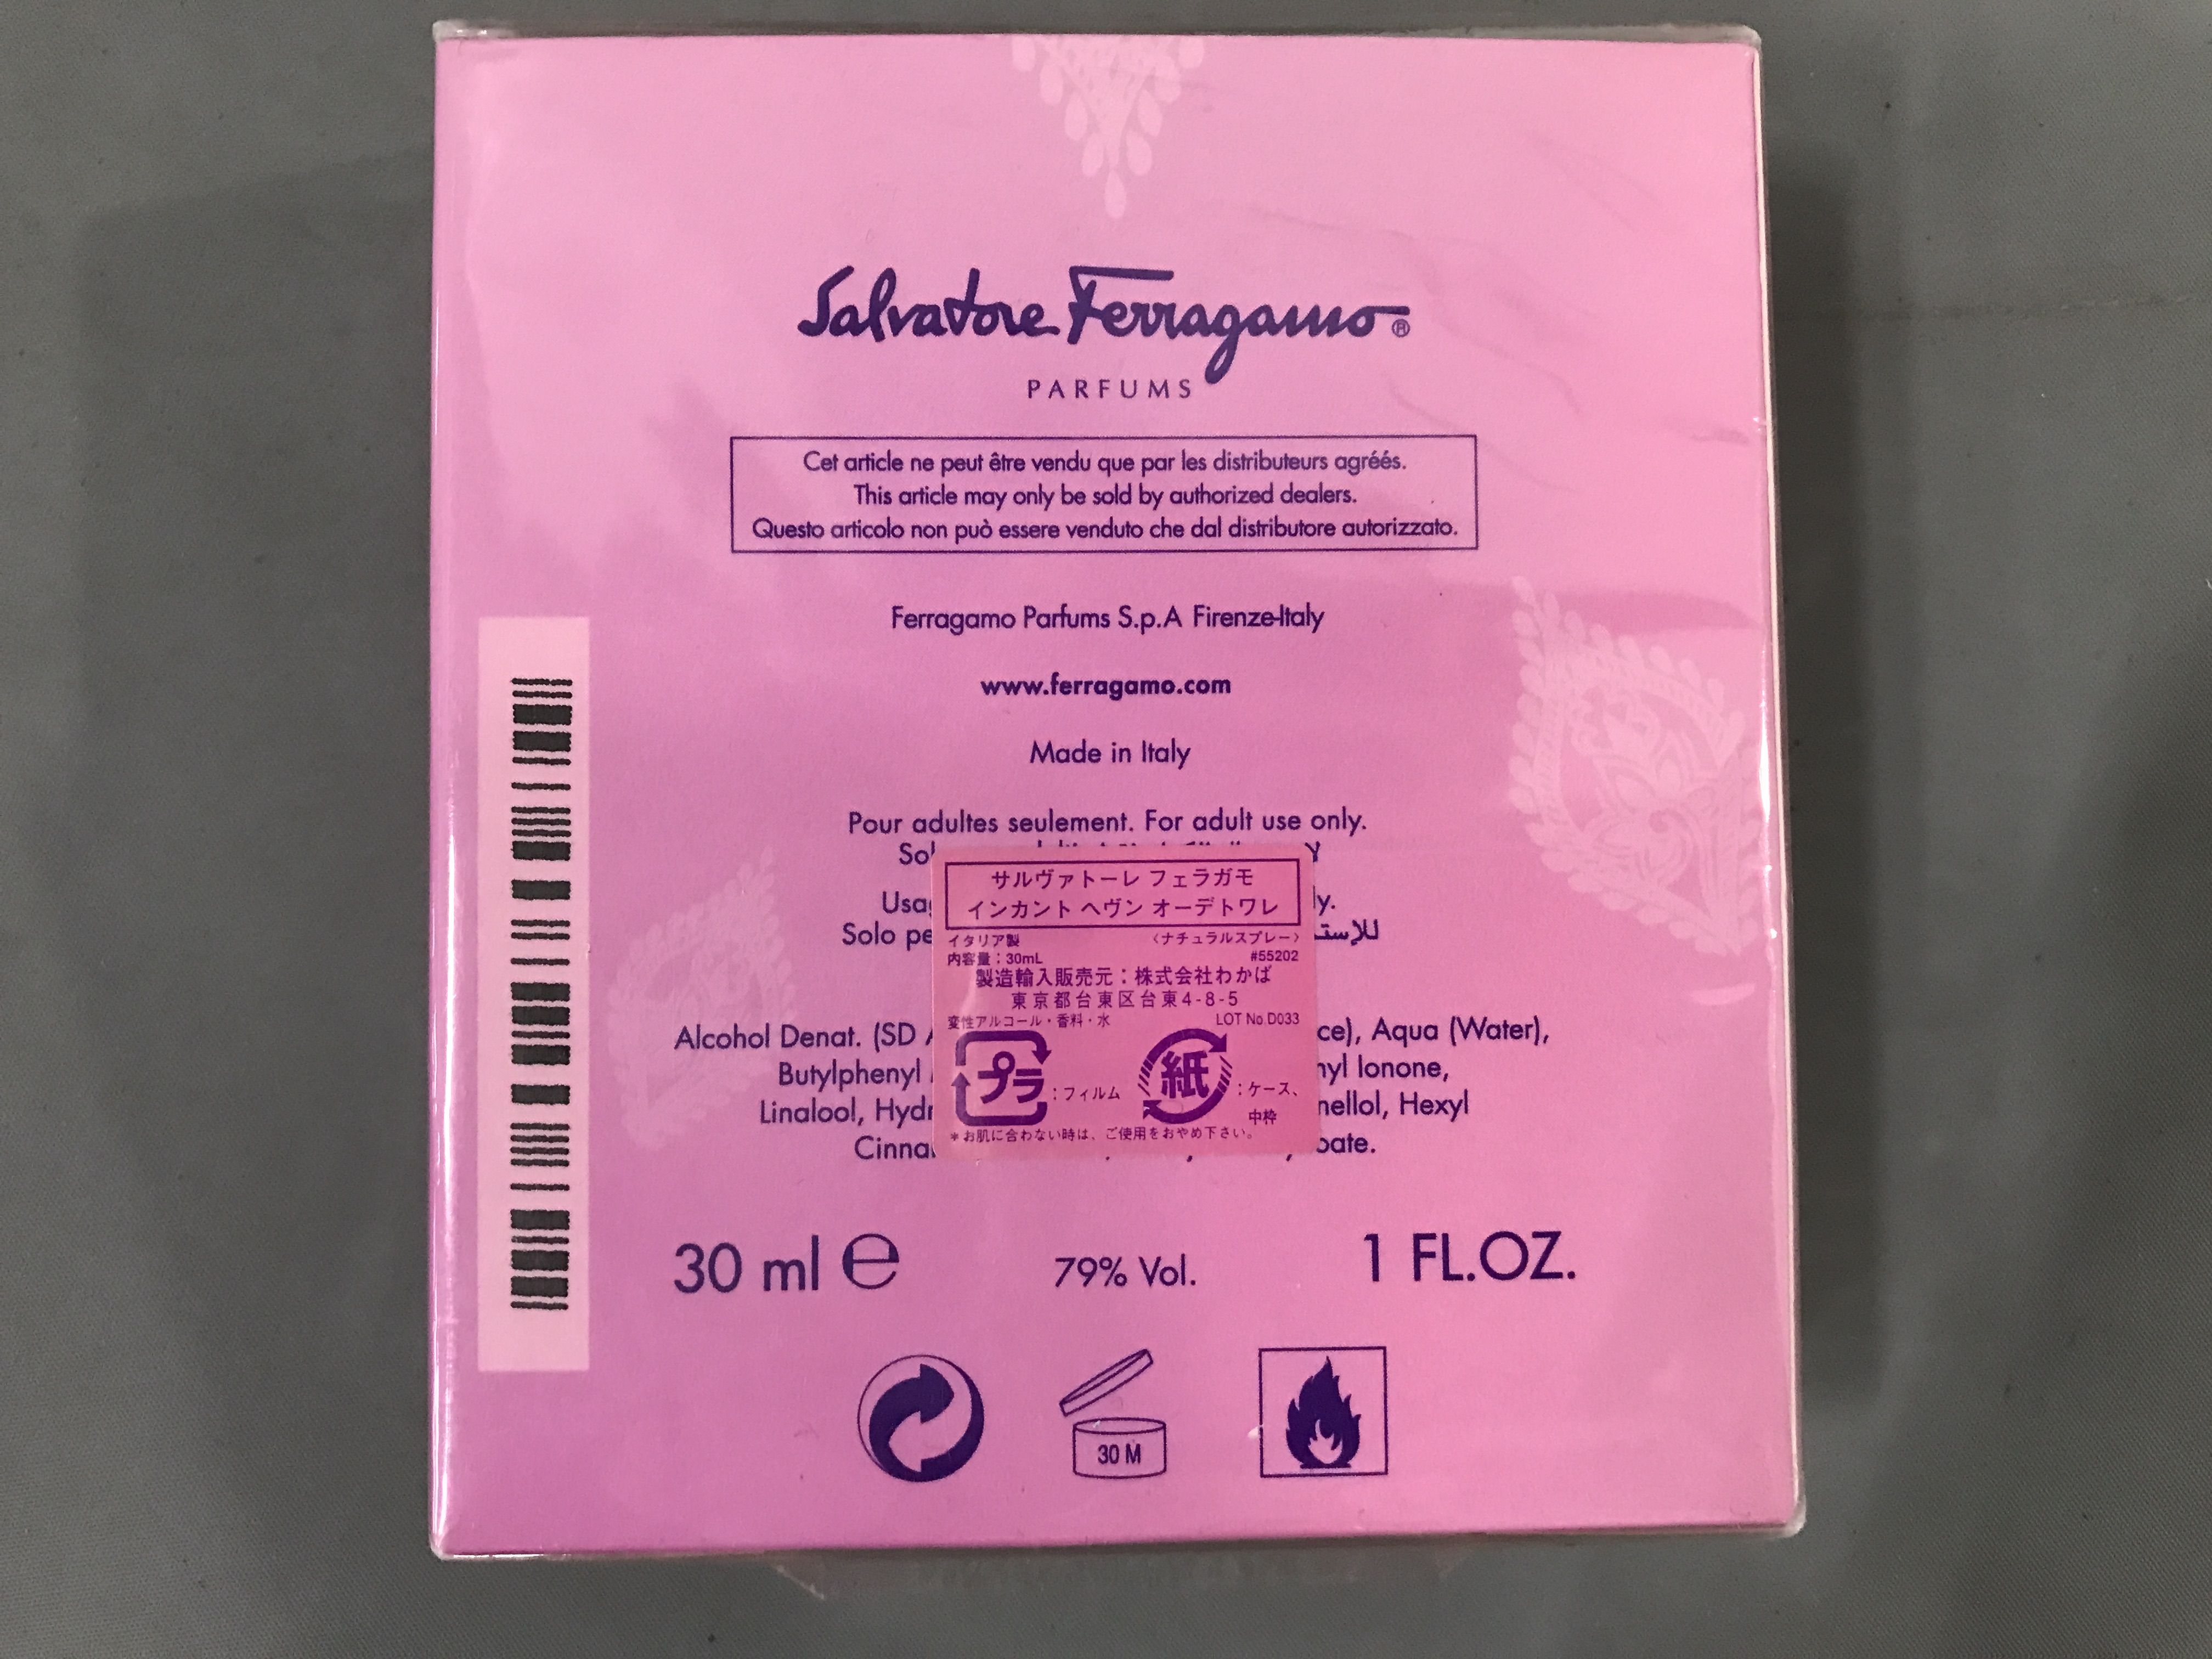 Salvatore Ferragamo®
PARFUMS
Cet article ne peut être vendu que par les distributeurs agréés.
This article may only be sold by authorized dealers.
Questo articolo non può essere venduto che dal distributore autorizzato.
Ferragamo Parfums S.p.A Firenze-Italy
www.ferragamo.com
Made in Italy
Pour adultes seulement. For adult use only.
サルヴァトーレ フェラガモ
インカント ヘヴン オーデトワレ
Solo pe
イタリア製 〈ナチュラルスプレー〉
内容量：30mL #55202
製造輸入販売元：株式会社わかば
東京都台東区台東4-8-5
変性アルコール・香料・水 LOT No.D033
Alcohol Denat. (SD ce), Aqua (Water),
Butylphenyl nyl Ionone,
Linalool, Hydr nellol, Hexyl
プラ：フィルム 紙：ケース、
中枠
＊お肌に合わない時は、ご使用をおやめ下さい。
Cinna oate.
30 ml e 79% Vol. 1 FL.OZ.
30 M